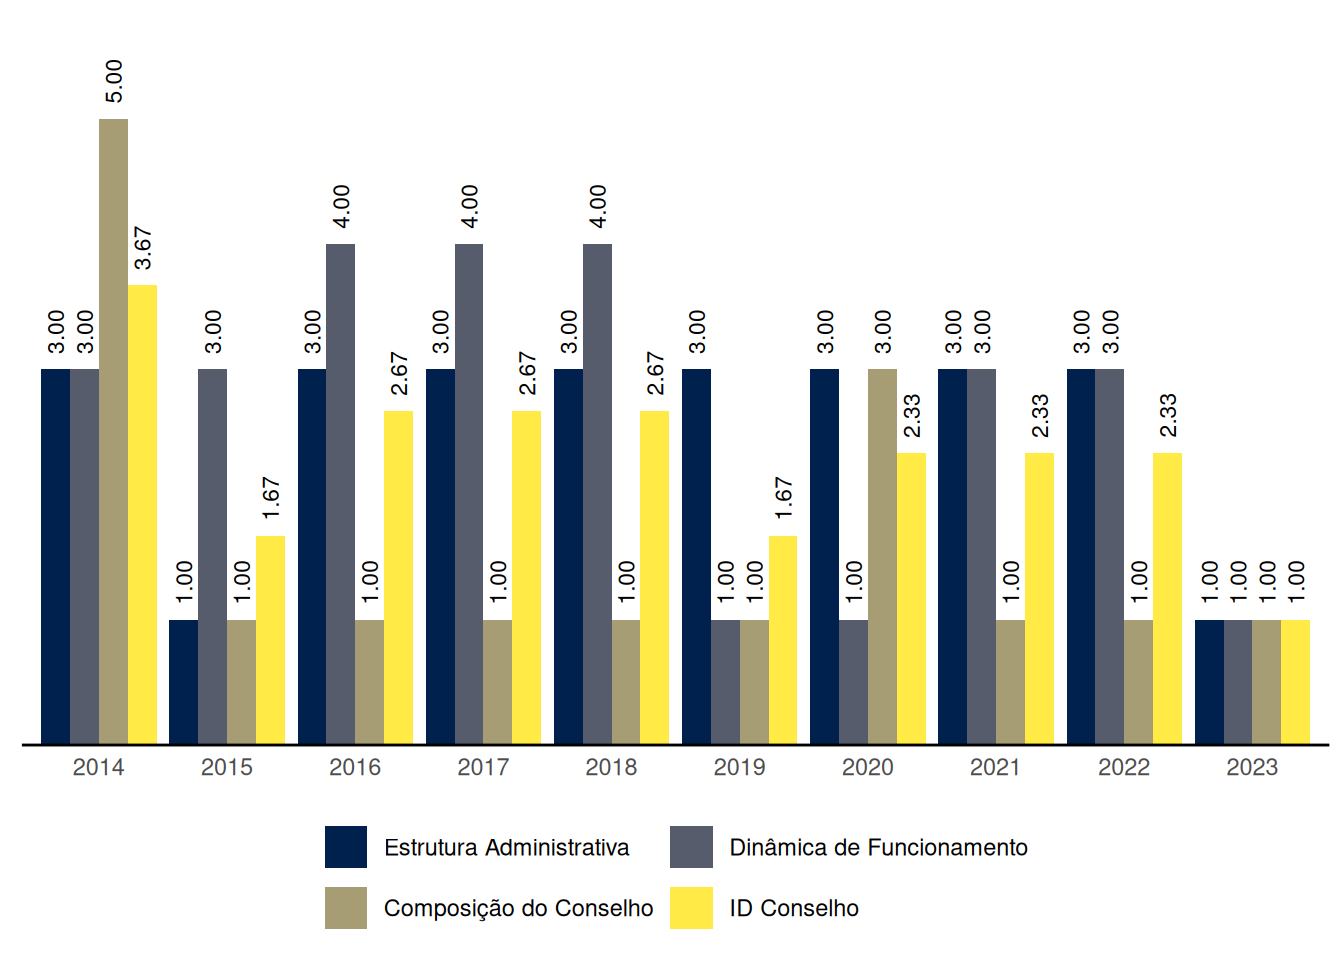 3.00 3.00 5.00 3.67
1.00 3.00 1.00 1.67
3.00 4.00 1.00 2.67
3.00 4.00 1.00 2.67
3.00 4.00 1.00 2.67
3.00 1.00 1.00 1.67
3.00 1.00 3.00 2.33
3.00 3.00 1.00 2.33
3.00 3.00 1.00 2.33
1.00 1.00 1.00 1.00
2014 2015 2016 2017 2018 2019 2020 2021 2022 2023
Estrutura Administrativa Dinâmica de Funcionamento
Composição do Conselho ID Conselho